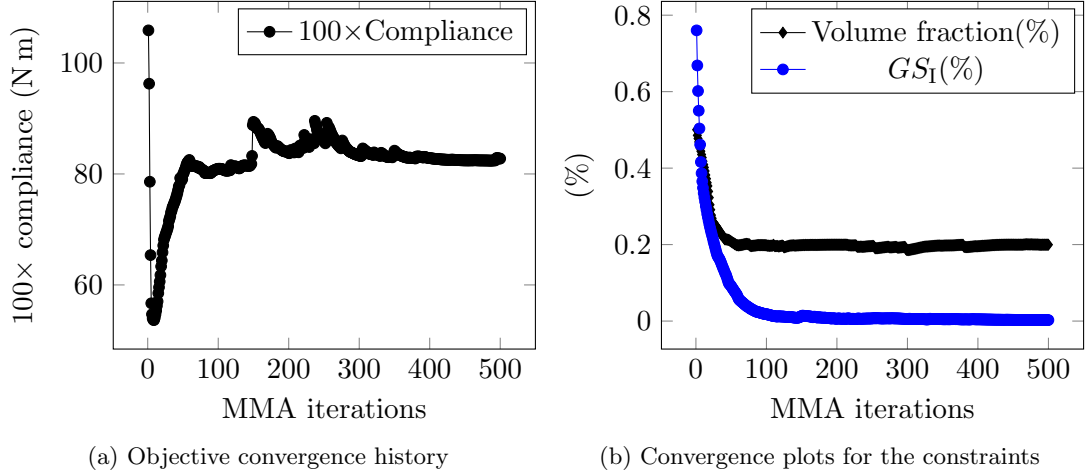 100×Compliance
100
80
60
100× compliance (N m)
0 100 200 300 400 500
MMA iterations
(a) Objective convergence history
Volume fraction(%)
GS_I(%)
0.8
0.6
0.4
0.2
0
(%)
0 100 200 300 400 500
MMA iterations
(b) Convergence plots for the constraints